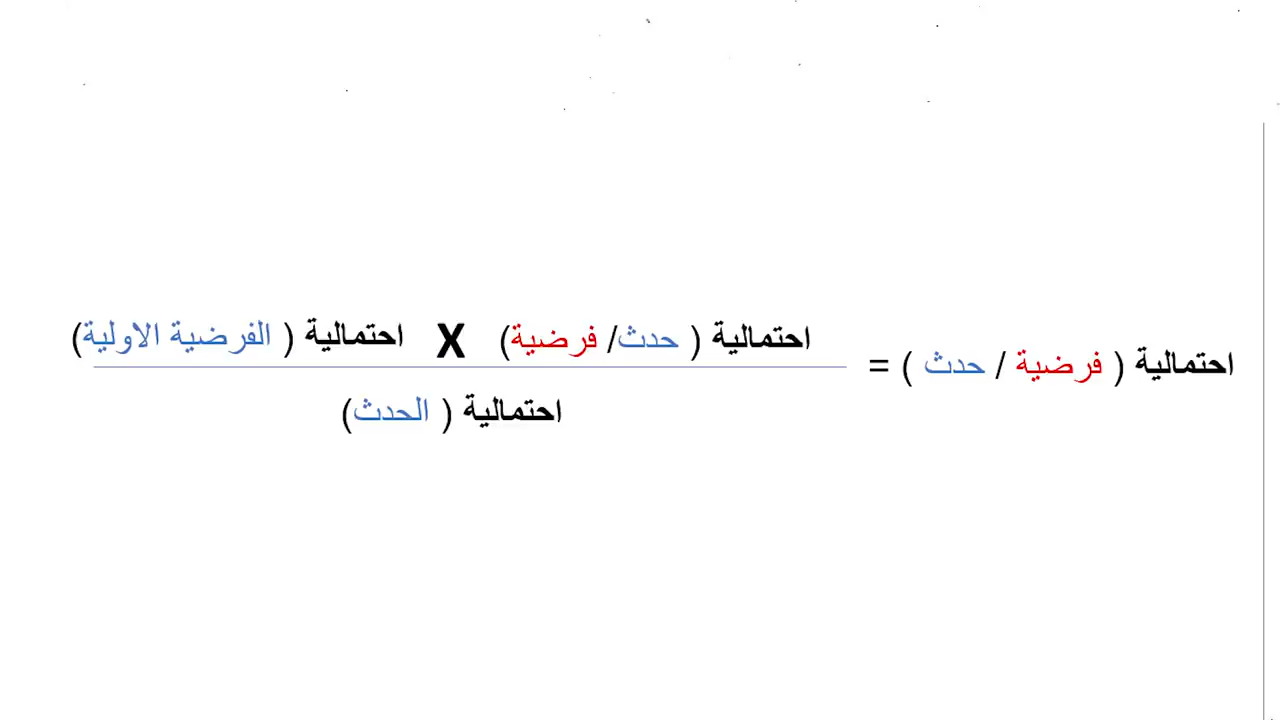 احتمالية ( فرضية / حدث ) =
احتمالية ( حدث/ فرضية) X احتمالية ( الفرضية الاولية)
احتمالية ( الحدث)